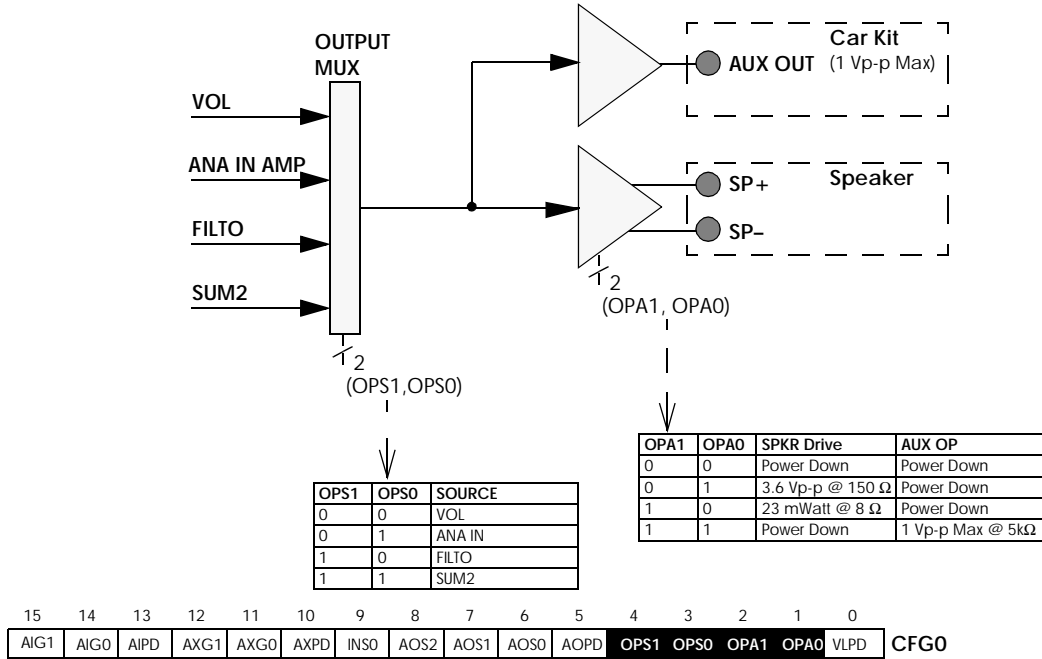 OUTPUT
MUX
VOL
ANA IN AMP
FILTO
SUM2
Car Kit
AUX OUT (1 Vp-p Max)
SP+ Speaker
SP–
2
(OPA1, OPA0)
2
(OPS1,OPS0)
OPA1 OPA0 SPKR Drive AUX OP
0 0 Power Down Power Down
0 1 3.6 Vp-p @ 150 Ω Power Down
1 0 23 mWatt @ 8 Ω Power Down
1 1 Power Down 1 Vp-p Max @ 5kΩ
OPS1 OPS0 SOURCE
0 0 VOL
0 1 ANA IN
1 0 FILTO
1 1 SUM2
15 14 13 12 11 10 9 8 7 6 5 4 3 2 1 0
AIG1 AIG0 AIPD AXG1 AXG0 AXPD INS0 AOS2 AOS1 AOS0 AOPD OPS1 OPS0 OPA1 OPA0 VLPD CFG0